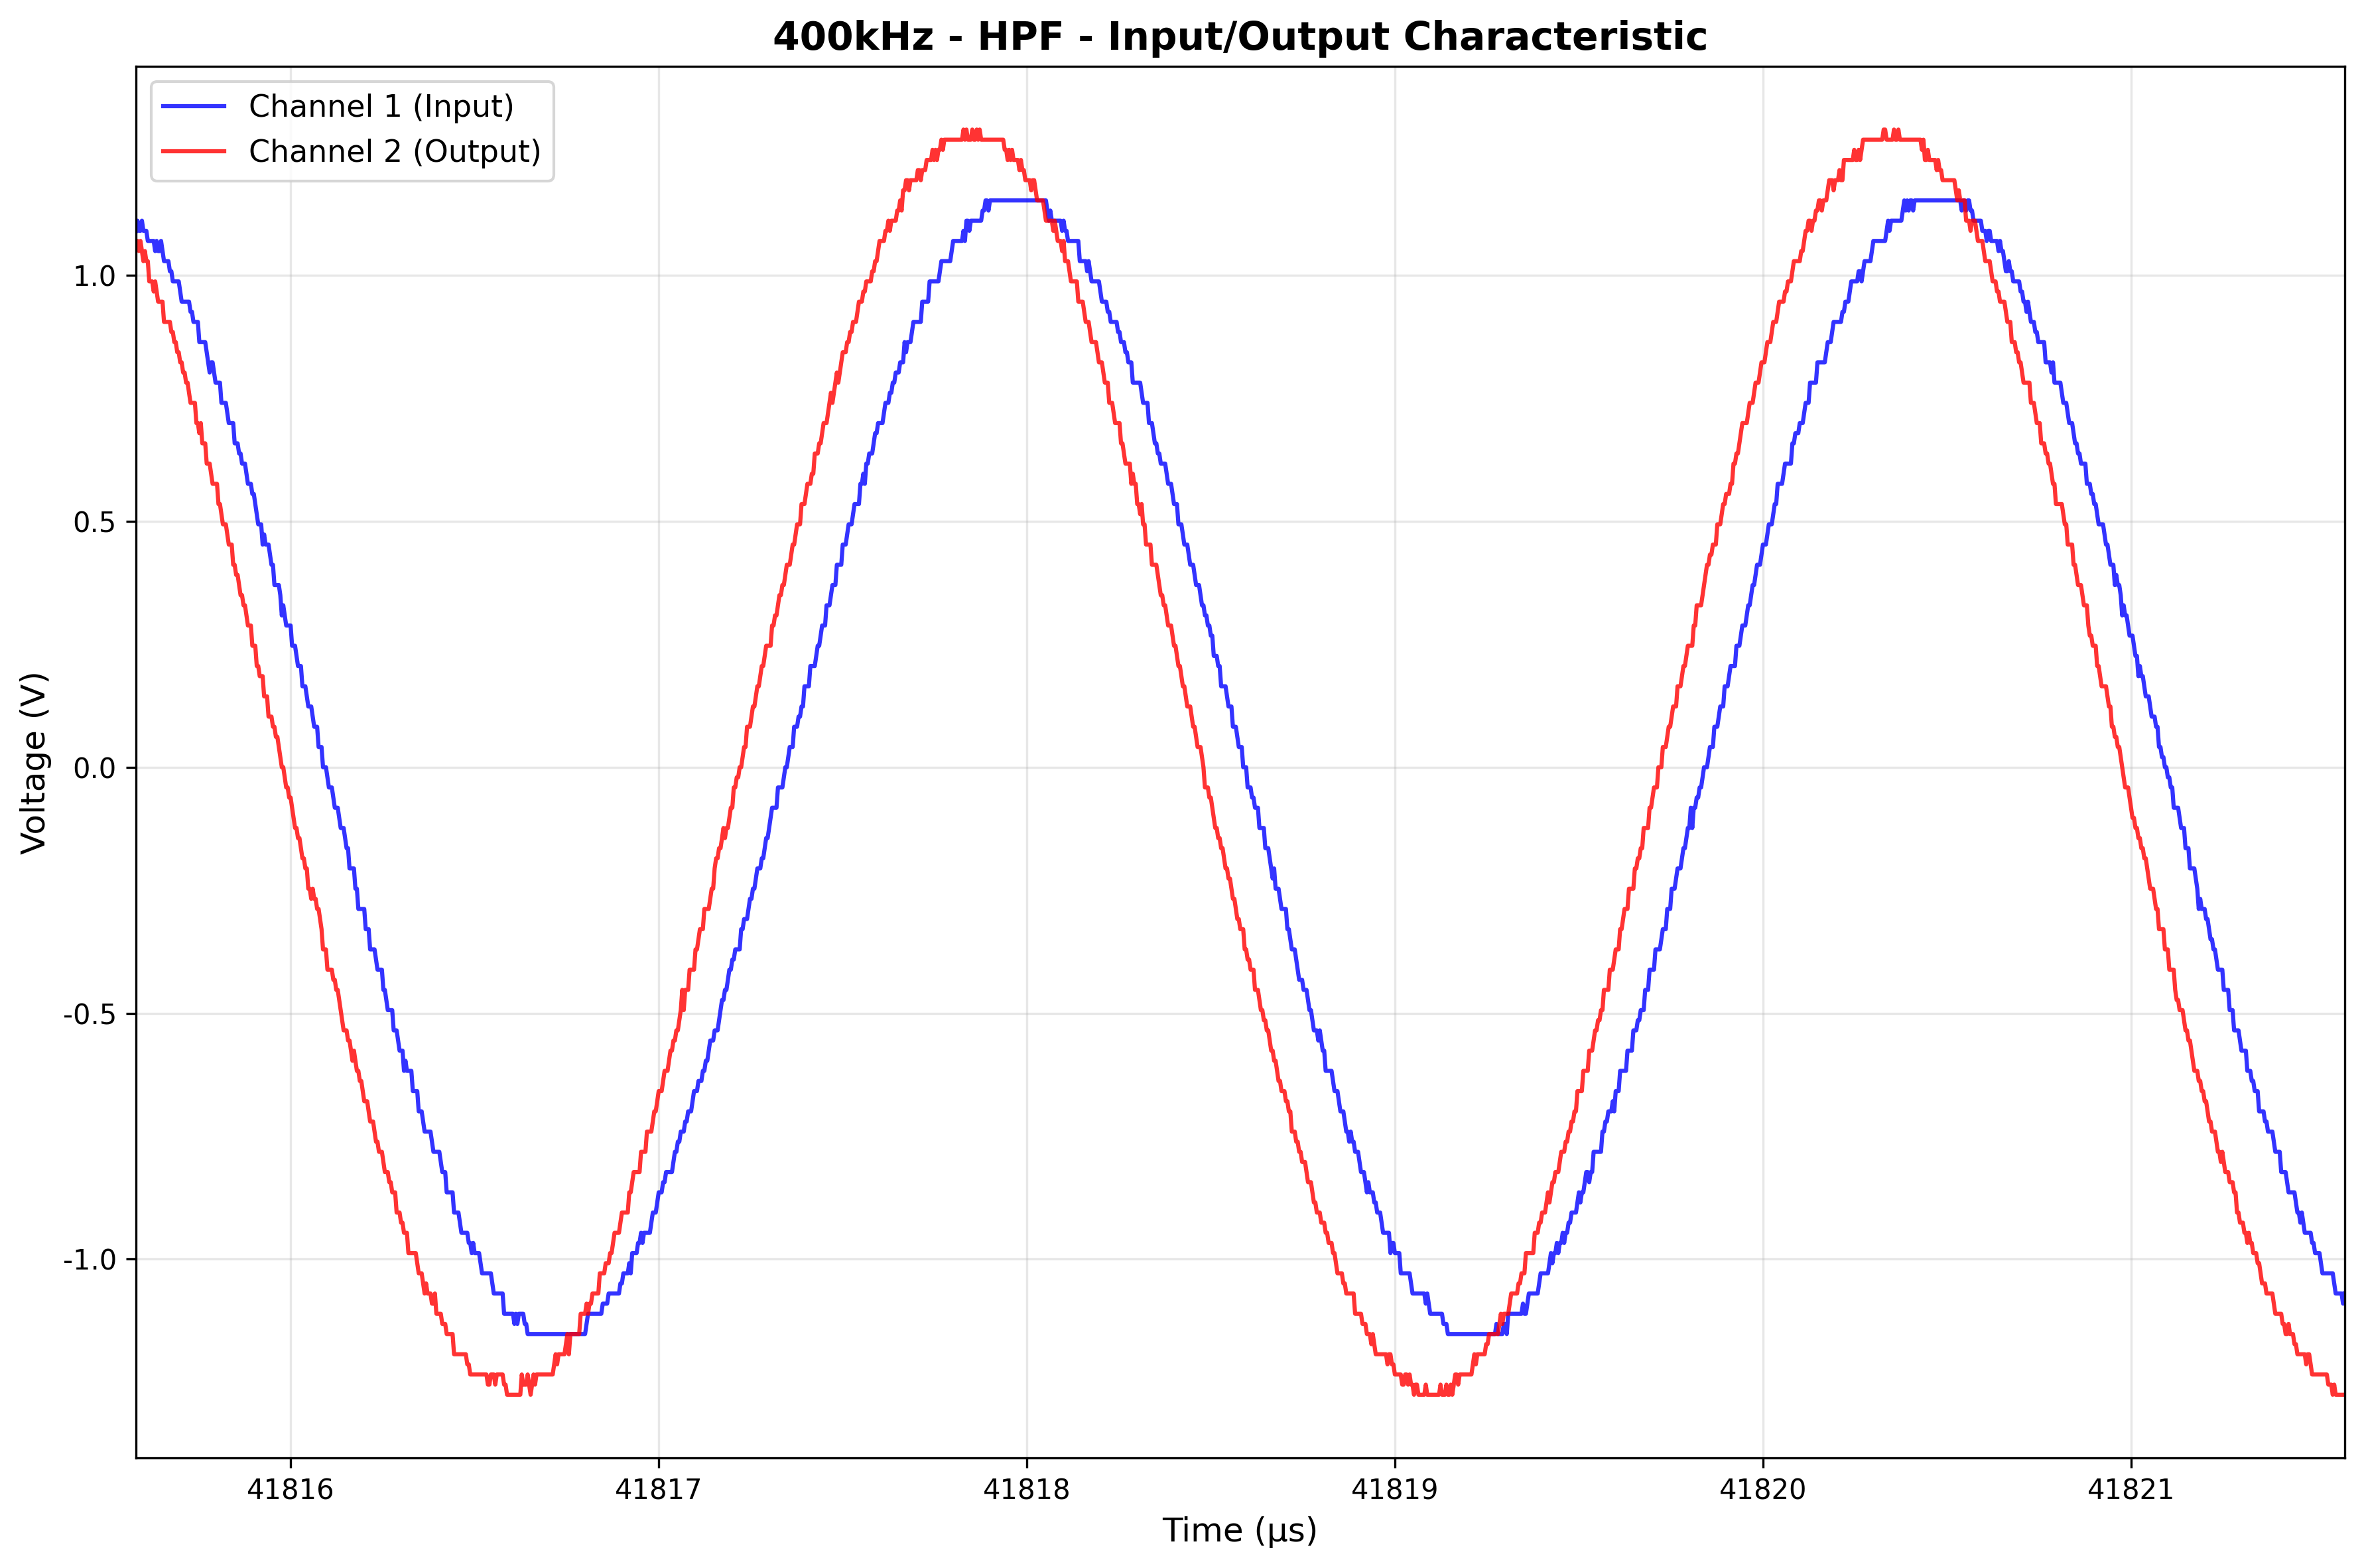 400kHz - HPF - Input/Output Characteristic
Channel 1 (Input)
Channel 2 (Output)
Voltage (V)
1.0
0.5
0.0
-0.5
-1.0
41816
41817
41818
41819
41820
41821
Time (µs)